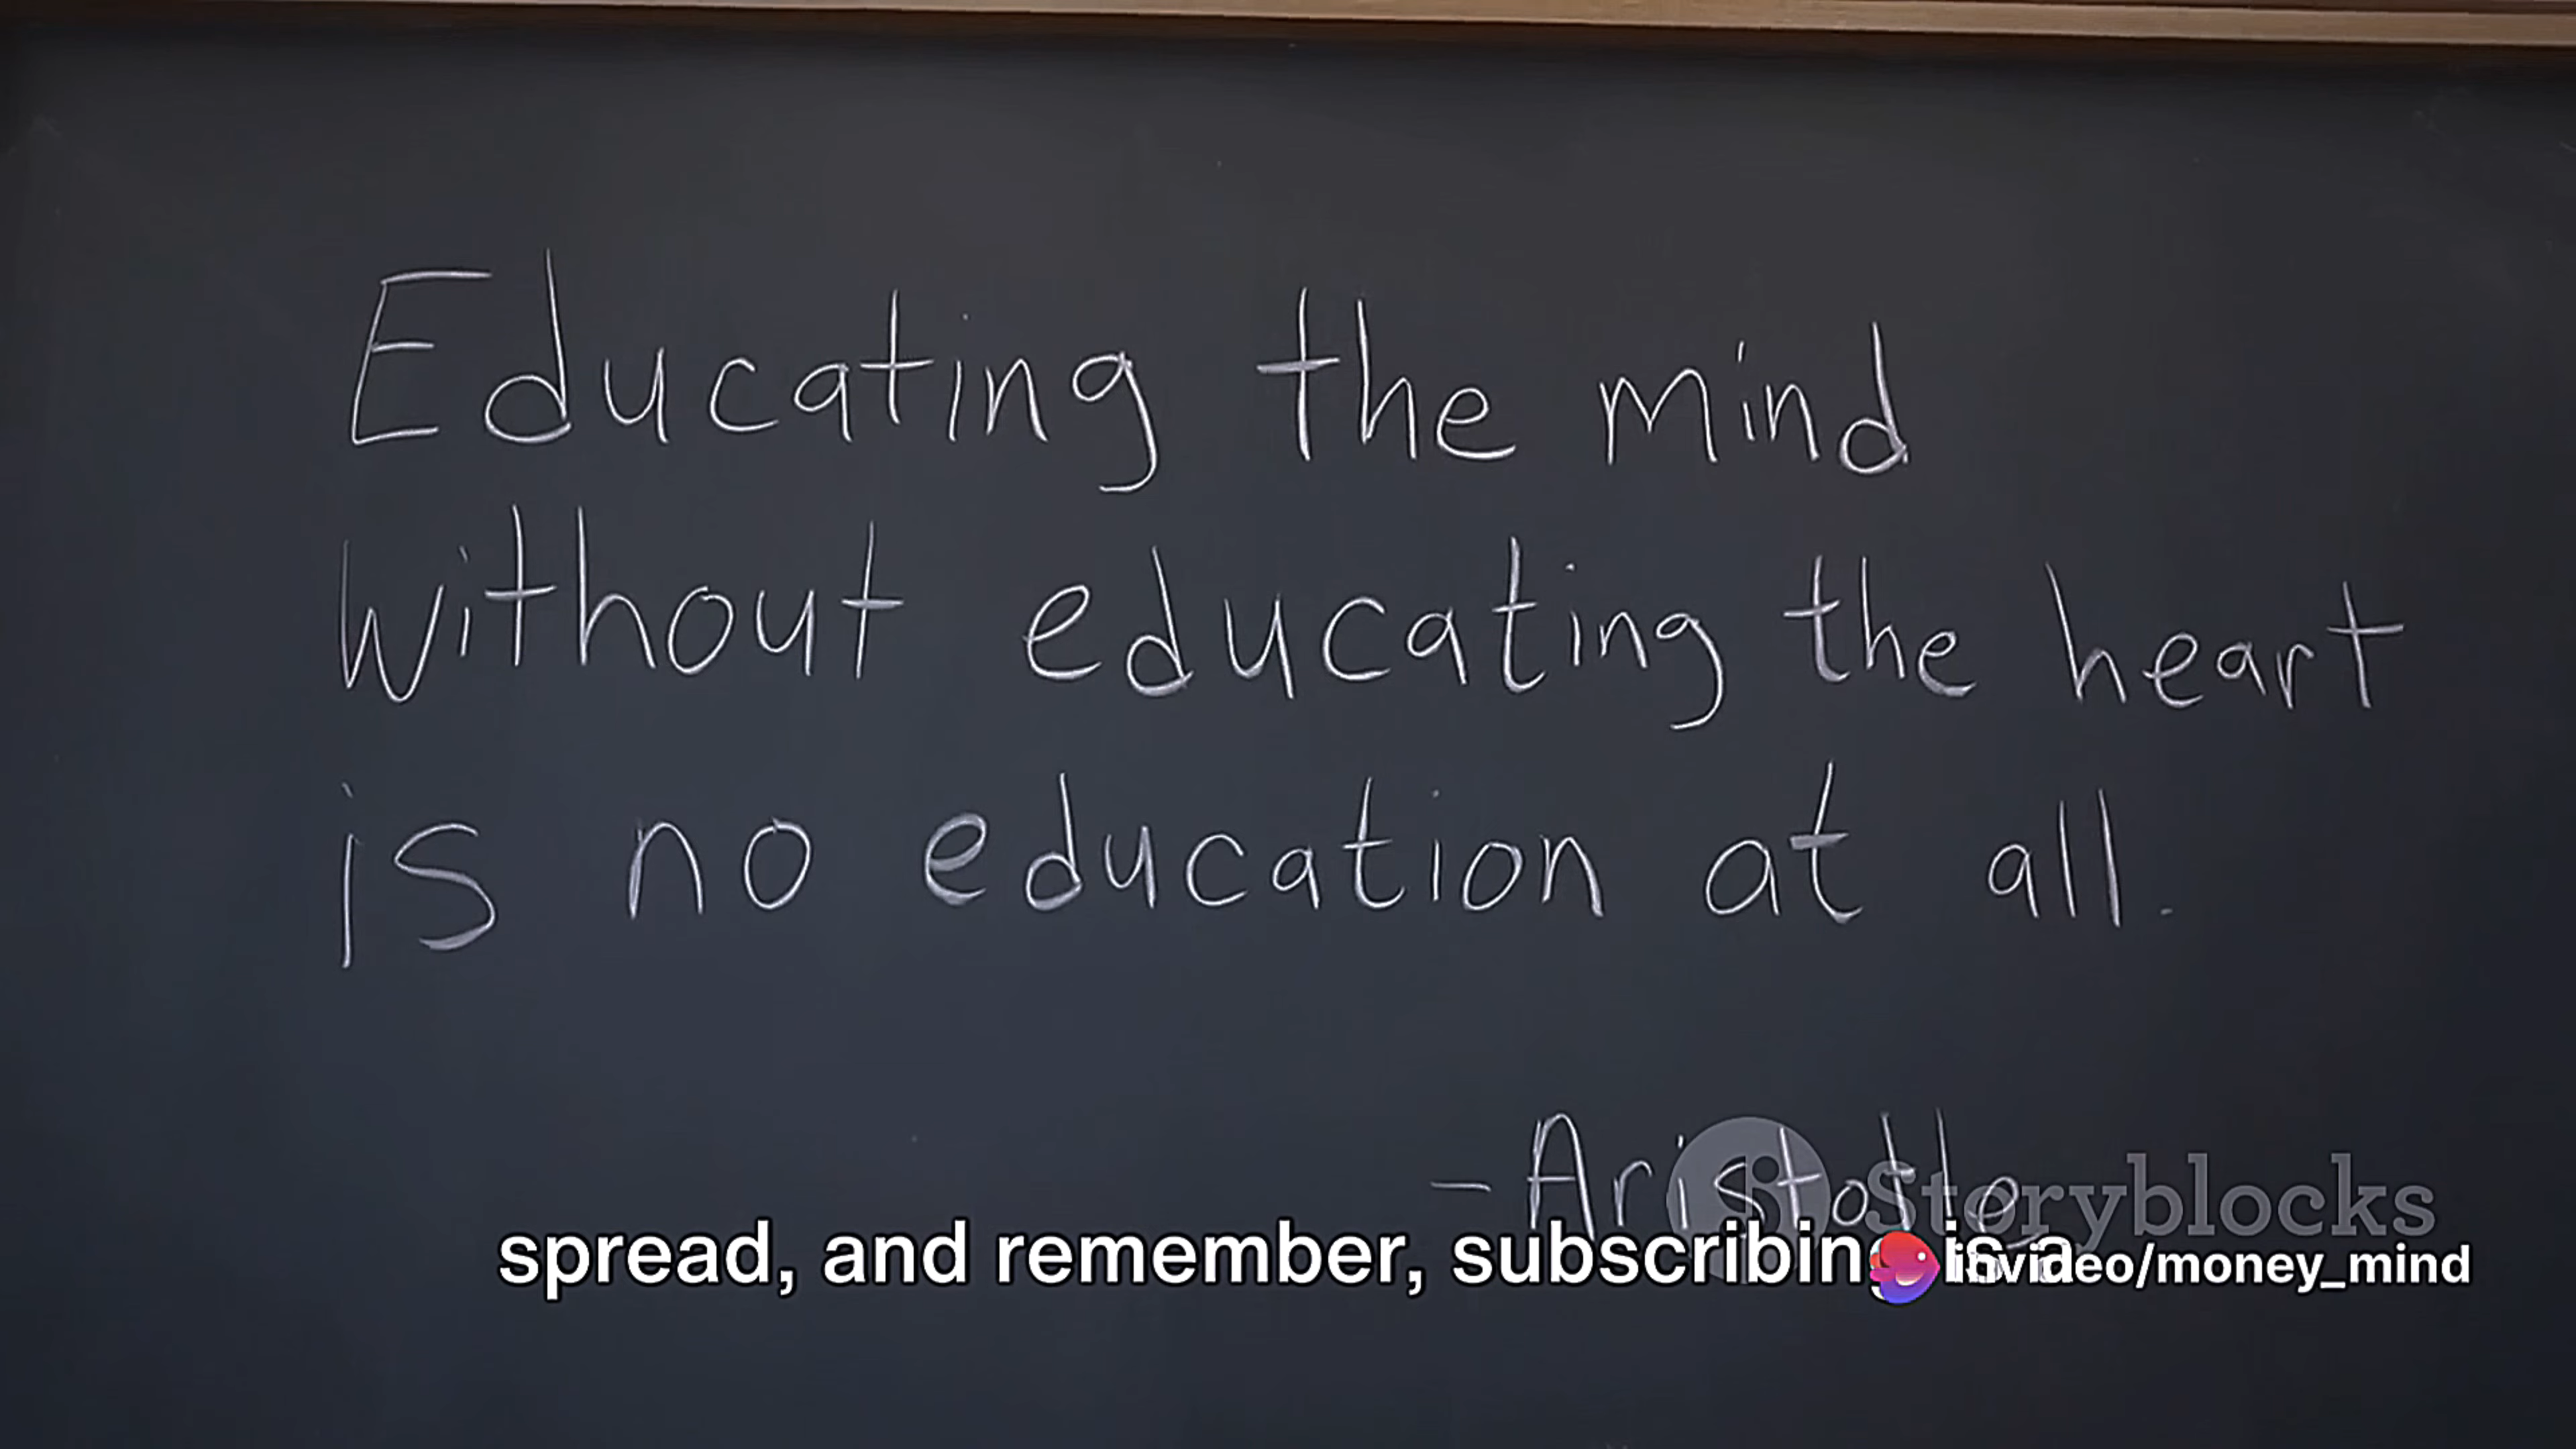 Educating the mind
without educating the heart
is no education at all.
- Aristotle
Storyblocks
spread, and remember, subscribing is a
invideo/money_mind